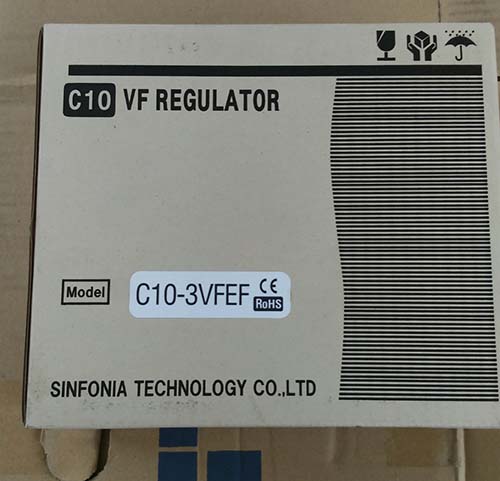 C10 VF REGULATOR
Model C10-3VFEF CE
RoHS
SINFONIA TECHNOLOGY CO.,LTD